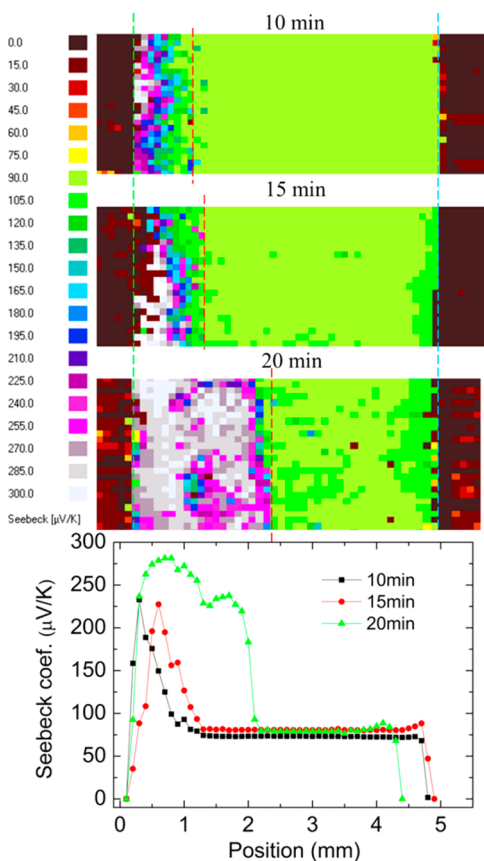 10 min
0.0
15.0
30.0
45.0
60.0
75.0
90.0
105.0
120.0
135.0
150.0
165.0
180.0
195.0
210.0
225.0
240.0
255.0
270.0
285.0
300.0
Seebeck [µV/K]
15 min
20 min
300
250
200
150
100
50
0
Seebeck coef. (µV/K)
10min
15min
20min
0 1 2 3 4 5
Position (mm)